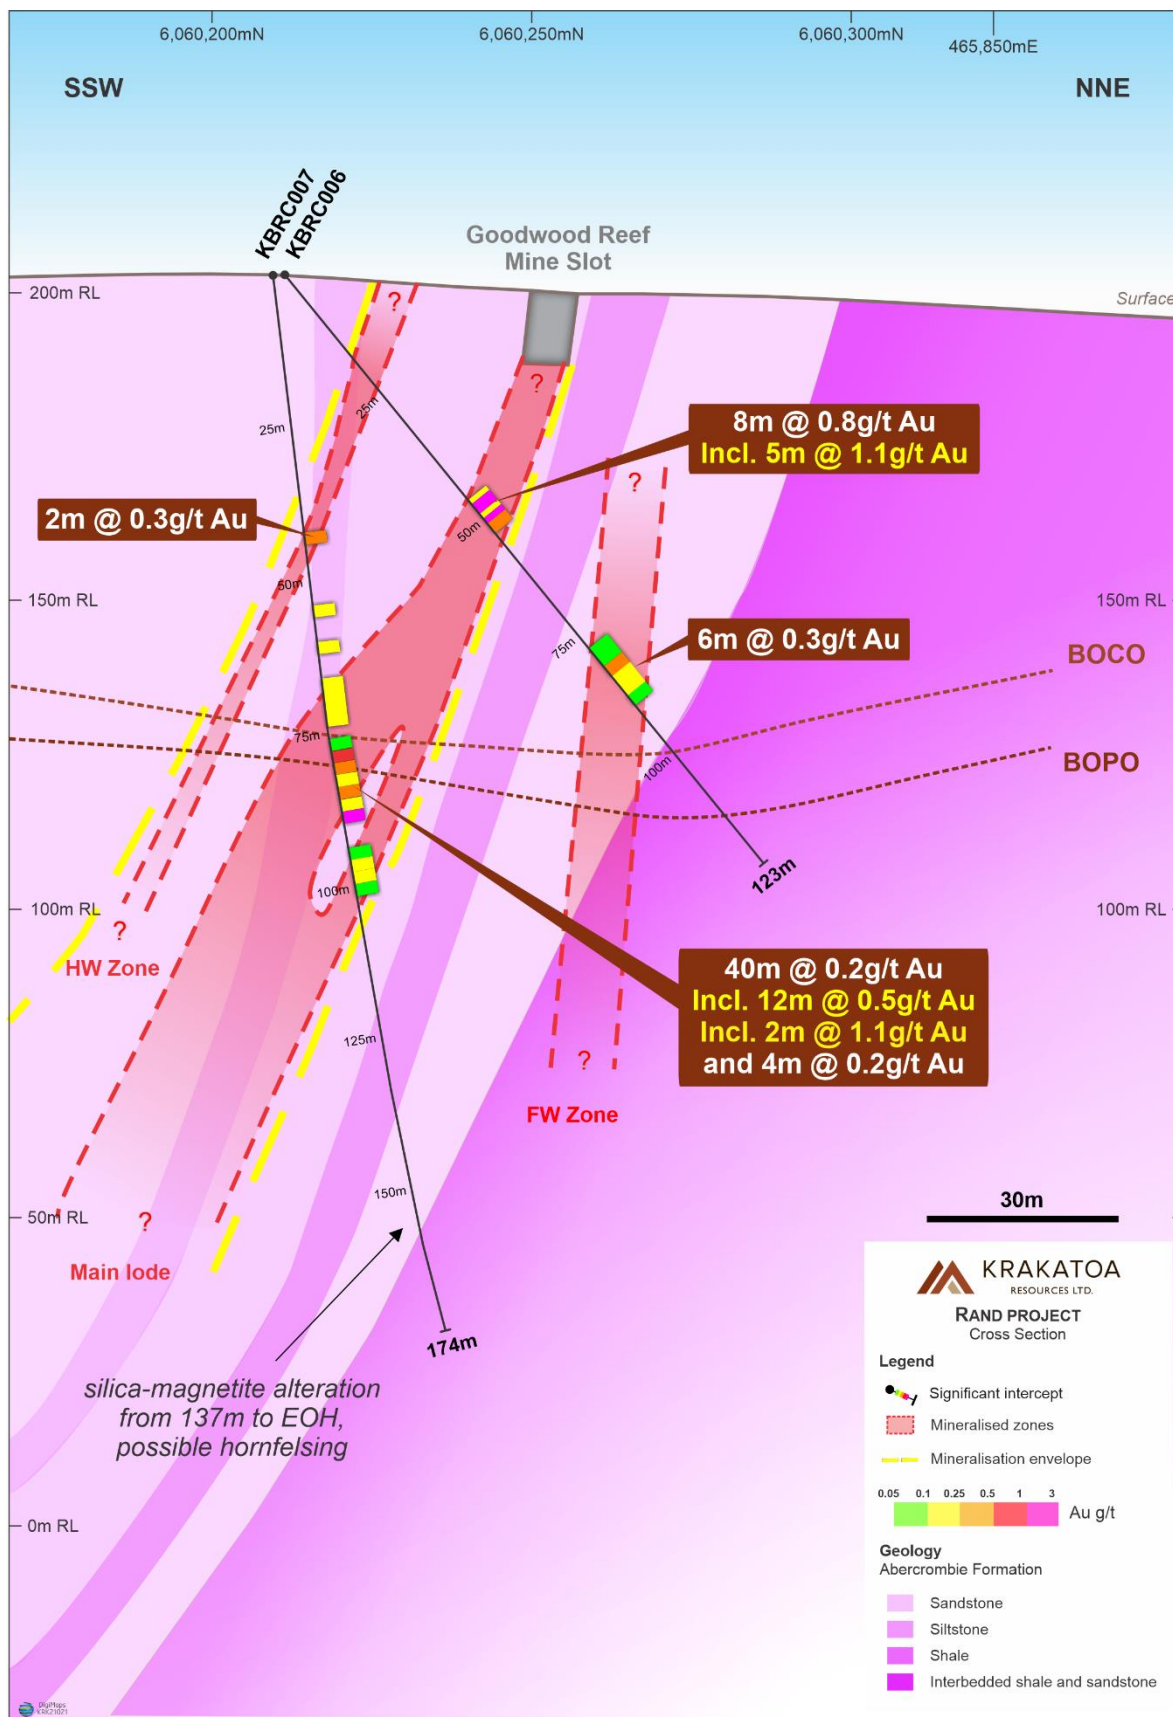 6,060,200mN
6,060,250mN
6,060,300mN
465,850mE
SSW
NNE
KBRC007
KBRC006
Goodwood Reef
Mine Slot
200m RL
Surface
?
?
25m
25m
8m @ 0.8g/t Au
Incl. 5m @ 1.1g/t Au
?
2m @ 0.3g/t Au
50m
50m
150m RL
150m RL
75m
6m @ 0.3g/t Au
BOCO
75m
BOPO
100m
123m
100m
100m RL
100m RL
?
HW Zone
40m @ 0.2g/t Au
Incl. 12m @ 0.5g/t Au
Incl. 2m @ 1.1g/t Au
and 4m @ 0.2g/t Au
125m
?
FW Zone
150m
30m
50m RL
?
Main lode
174m
silica-magnetite alteration
from 137m to EOH,
possible hornfelsing
0m RL
KRAKATOA
RESOURCES LTD.
RAND PROJECT
Cross Section
Legend
Significant intercept
Mineralised zones
Mineralisation envelope
0.05 0.1 0.25 0.5 1 3
Au g/t
Geology
Abercrombie Formation
Sandstone
Siltstone
Shale
Interbedded shale and sandstone
DigiMaps
KAK21021